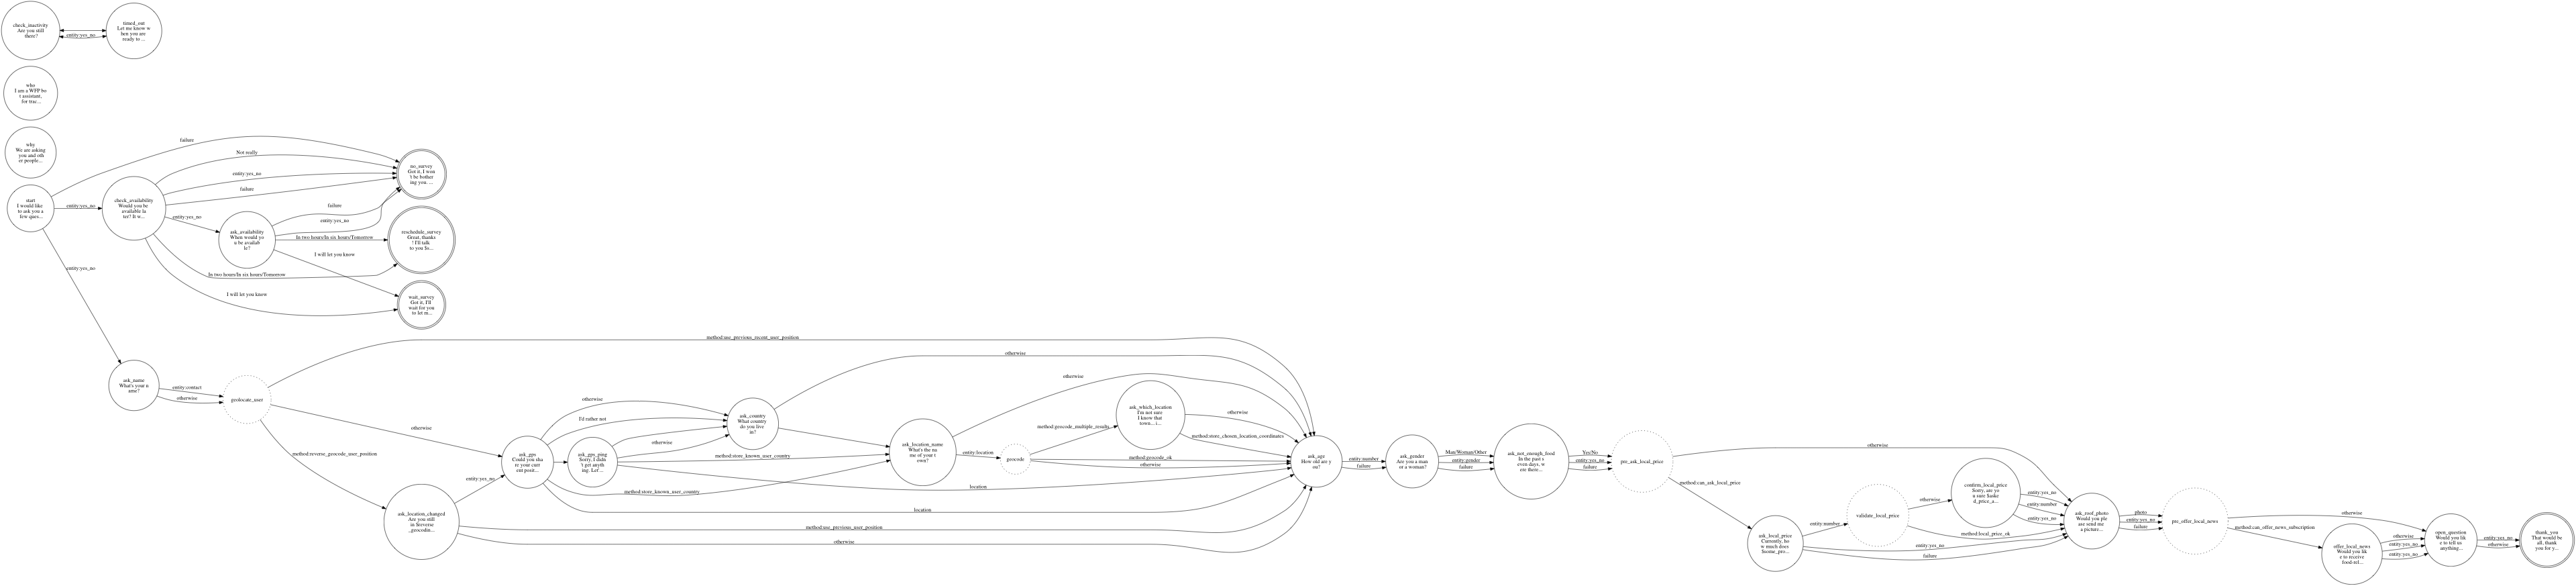 check_inactivity
Are you still
there?
entity:yes_no
timed_out
Let me know w
hen you are
ready to ...
who
I am a WFP bo
t assistant,
for trac...
why
We are asking
you and oth
er people...
start
I would like
to ask you a
few ques...
failure
entity:yes_no
entity:yes_no
check_availability
Would you be
available la
ter? It w...
Not really
entity:yes_no
failure
entity:yes_no
In two hours/In six hours/Tomorrow
I will let you know
ask_availability
When would yo
u be availab
le?
failure
entity:yes_no
In two hours/In six hours/Tomorrow
I will let you know
no_survey
Got it, I won
't be bother
ing you. ...
reschedule_survey
Great, thanks
! I'll talk
to you In...
wait_survey
Got it, I'll
wait for you
to let m...
ask_name
What's your n
ame?
entity:contact
otherwise
geolocate_user
method:use_previous_recent_user_position
otherwise
method:reverse_geocode_user_position
ask_location_changed
Are you still
in $reverse
_geocodin...
entity:yes_no
method:use_previous_user_position
otherwise
ask_gps
Could you sha
re your curr
ent posit...
otherwise
I'd rather not
method:store_known_user_country
location
ask_gps_ping
Sorry, I didn
't get anyth
ing. Let' ...
otherwise
method:store_known_user_country
location
ask_country
What country
do you live
in?
otherwise
ask_location_name
What's the na
me of your t
own?
otherwise
entity:location
geocode
method:geocode_multiple_results
method:geocode_ok
otherwise
ask_which_location
I'm not sure
I know that
town... i...
otherwise
method:store_chosen_location_coordinates
ask_age
How old are y
ou?
entity:number
failure
ask_gender
Are you a man
or a woman?
Man/Woman/Other
entity:gender
failure
ask_not_enough_food
In the past s
even days, w
ere there...
Yes/No
entity:yes_no
failure
pre_ask_local_price
otherwise
method:can_ask_local_price
ask_local_price
Currently, ho
w much does
$some_pro...
entity:number
entity:yes_no
failure
validate_local_price
otherwise
method:local_price_ok
confirm_local_price
Sorry, are yo
u sure $aske
d_price_a...
entity:yes_no
entity:number
entity:yes_no
ask_roof_photo
Would you ple
ase send me
a picture...
photo
entity:yes_no
failure
pre_offer_local_news
otherwise
method:can_offer_news_subscription
offer_local_news
Would you lik
e to receive
food-rel...
otherwise
entity:yes_no
entity:yes_no
open_question
Would you lik
e to tell us
anything...
entity:yes_no
otherwise
thank_you
That would be
all, thank
you for y...